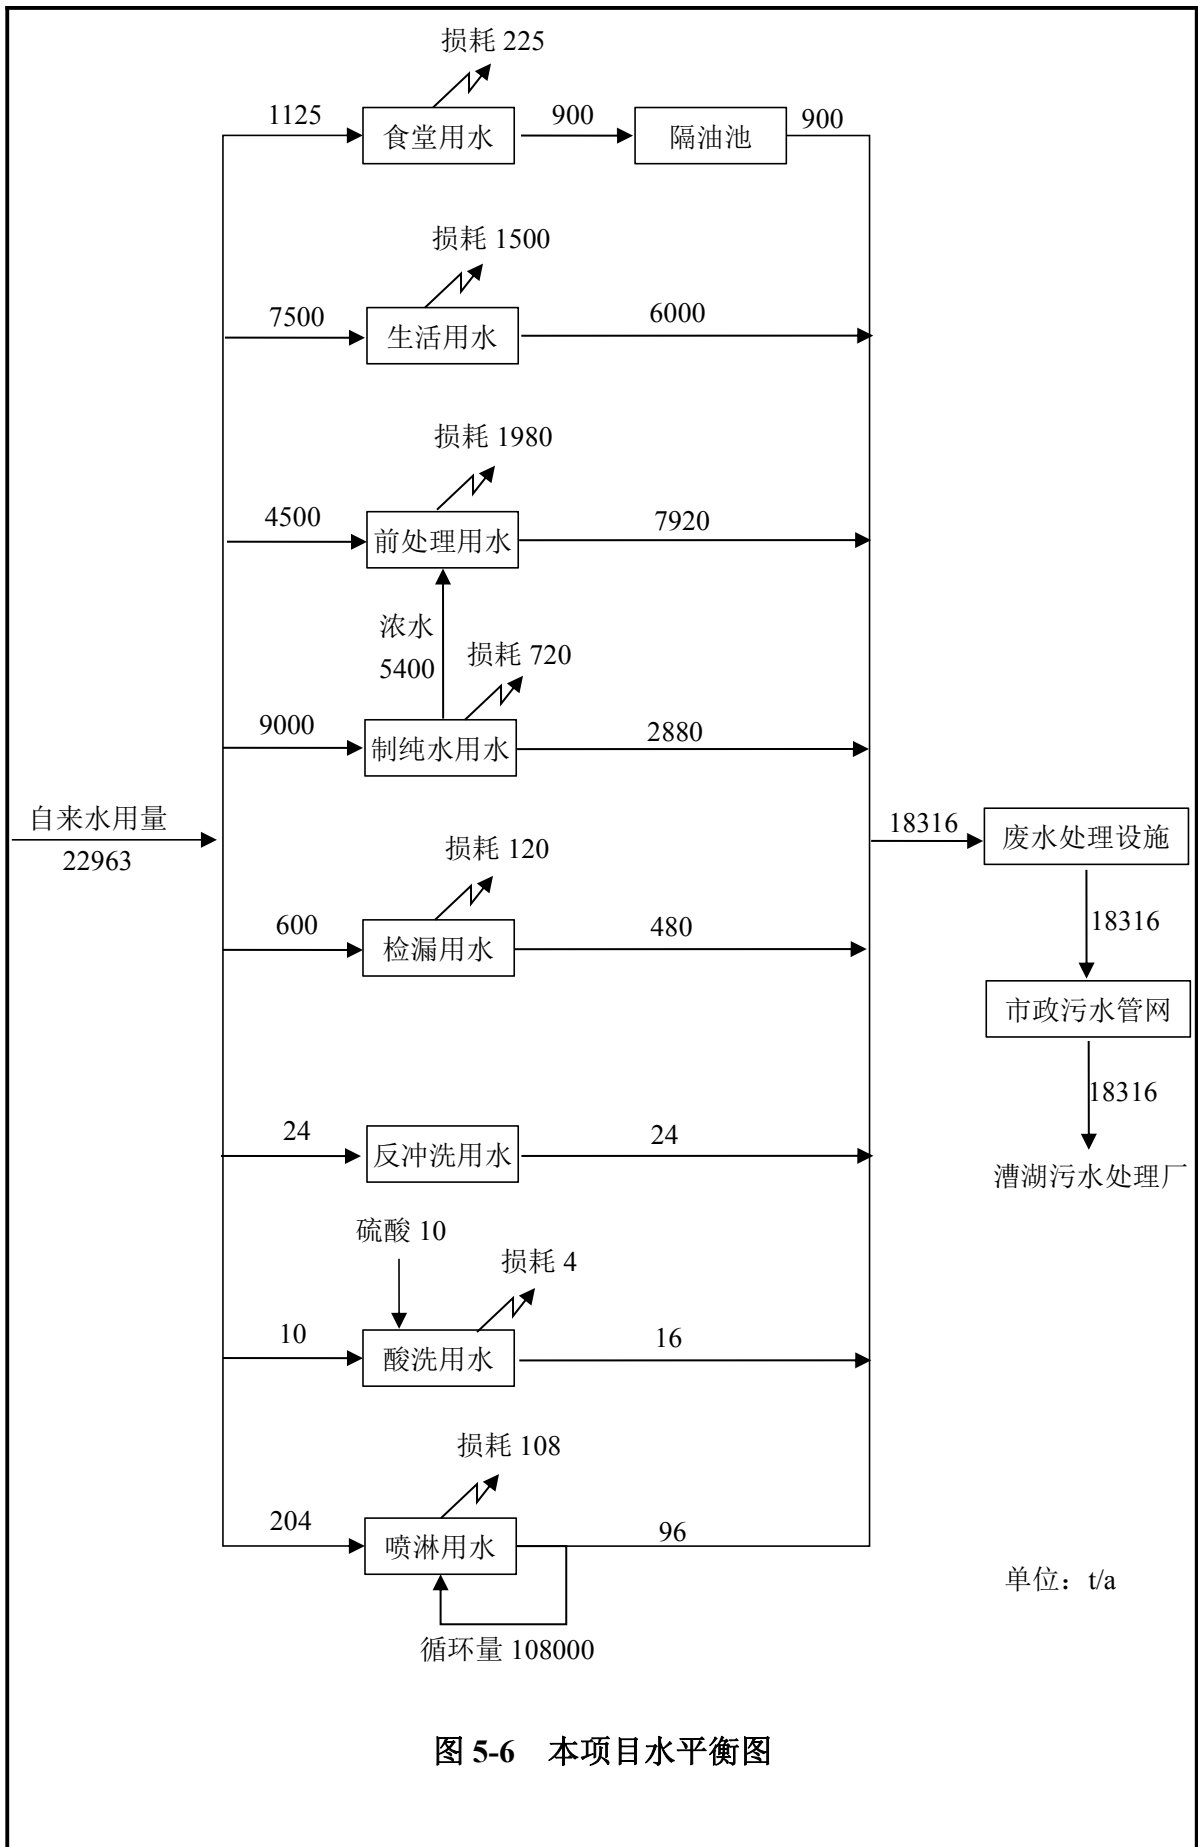 损耗 225
1125
食堂用水
900
隔油池
900
损耗 1500
7500
生活用水
6000
损耗 1980
4500
前处理用水
7920
浓水
5400
损耗 720
9000
制纯水用水
2880
自来水用量
22963
18316
废水处理设施
损耗 120
600
检漏用水
480
18316
市政污水管网
18316
漕湖污水处理厂
24
反冲洗用水
24
硫酸 10
损耗 4
10
酸洗用水
16
损耗 108
204
喷淋用水
96
循环量 108000
单位：t/a
图 5-6 本项目水平衡图